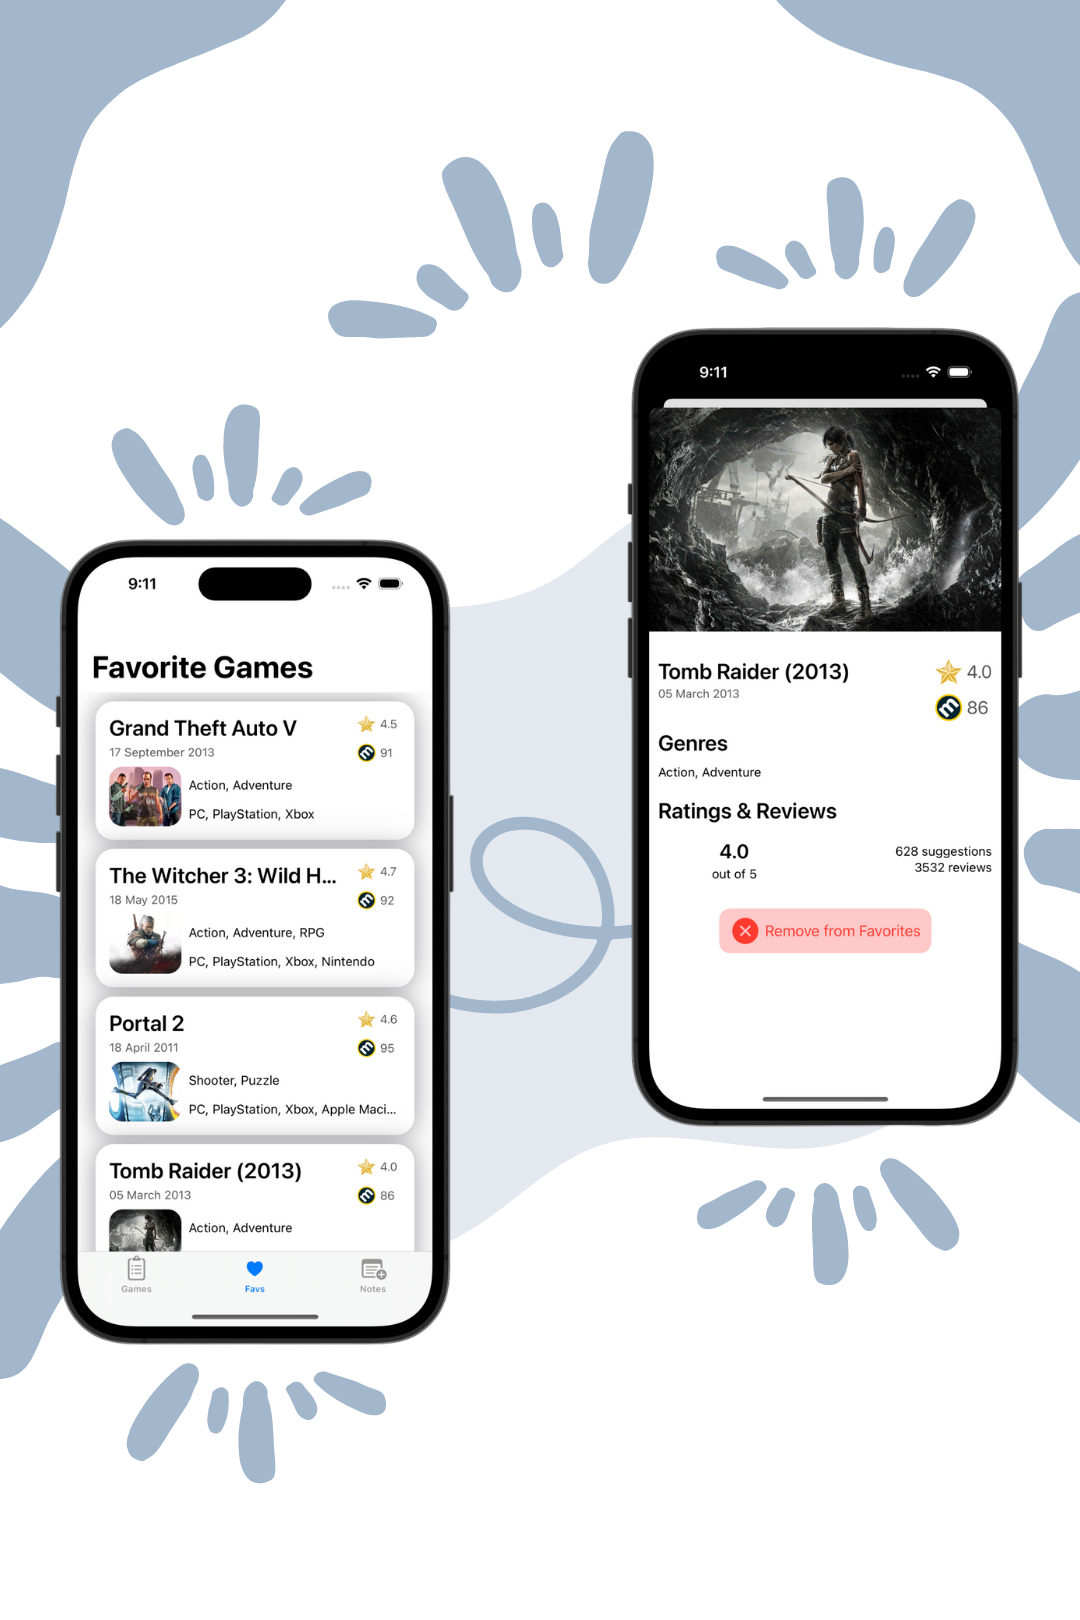 9:11
Favorite Games
Grand Theft Auto V
4.5
17 September 2013
91
Action, Adventure
PC, PlayStation, Xbox
The Witcher 3: Wild H...
4.7
18 May 2015
92
Action, Adventure, RPG
PC, PlayStation, Xbox, Nintendo
Portal 2
4.6
18 April 2011
95
Shooter, Puzzle
PC, PlayStation, Xbox, Apple Maci...
Tomb Raider (2013)
4.0
05 March 2013
86
Action, Adventure
Games
Favs
Notes
9:11
Tomb Raider (2013)
4.0
05 March 2013
86
Genres
Action, Adventure
Ratings & Reviews
4.0
628 suggestions
out of 5
3532 reviews
Remove from Favorites